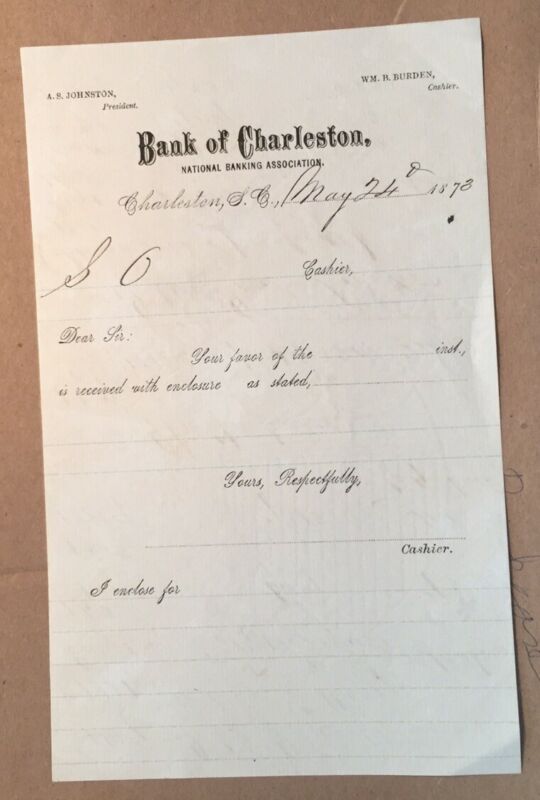 A. S. JOHNSTON, WM. B. BURDEN,
President. Cashier.
Bank of Charleston,
NATIONAL BANKING ASSOCIATION.
Charleston, S. C., May 24th 1873
S O Cashier,
Dear Sir:
Your favor of the inst.,
is received with enclosure as stated,
Yours, Respectfully,
Cashier.
I enclose for